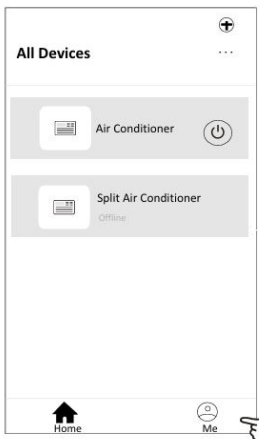 All Devices
...
Air Conditioner
Split Air Conditioner
Offline
Home
Me